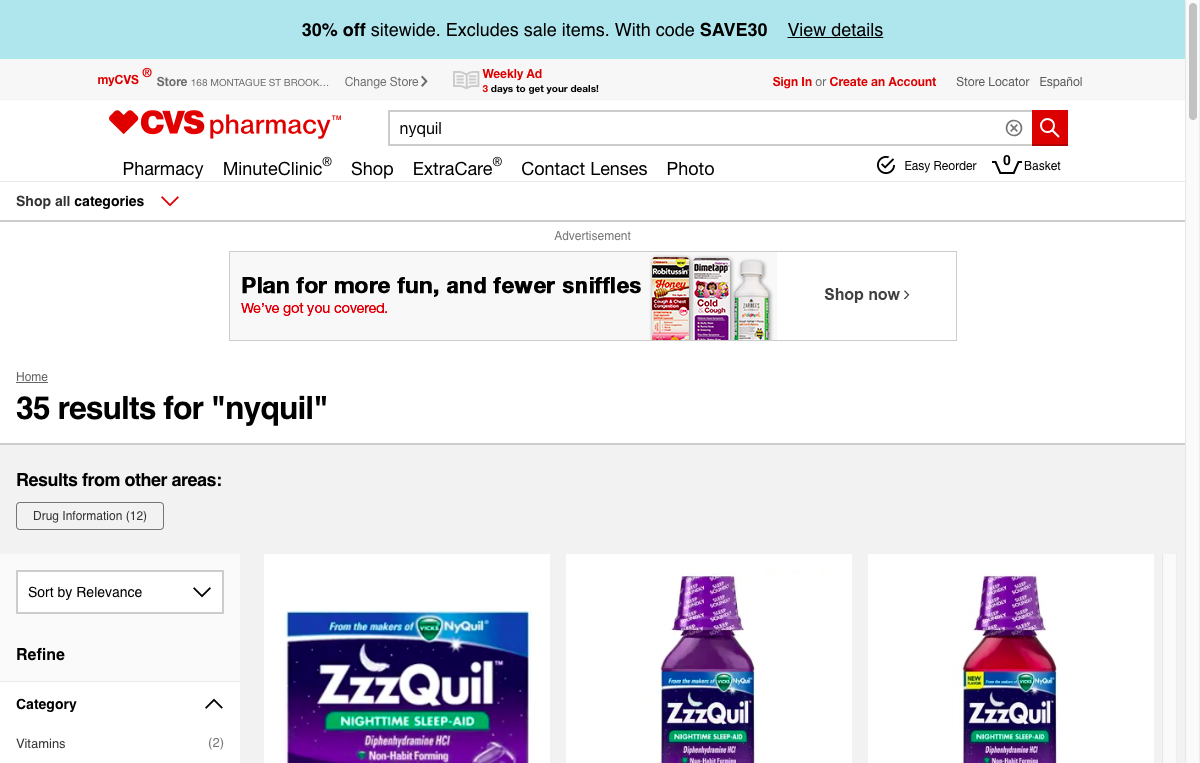 30% off sitewide. Excludes sale items. With code SAVE30 View details
myCVS® Store 168 MONTAGUE ST BROOK... Change Store
Weekly Ad
3 days to get your deals!
Sign In or Create an Account Store Locator Español
CVS pharmacy™
nyquil
Pharmacy MinuteClinic® Shop ExtraCare® Contact Lenses Photo
Easy Reorder 0 Basket
Shop all categories
Advertisement
Plan for more fun, and fewer sniffles
We've got you covered.
Robitussin
Honey
Cough & Chest
Congestion
Dimetapp
Cold
& Cough
ZARBEE'S
Shop now ›
Home
35 results for "nyquil"
Results from other areas:
Drug Information (12)
Sort by Relevance
Refine
Category
Vitamins (2)
From the makers of VICKS NyQuil®
ZzzQuil™
NIGHTTIME SLEEP-AID
Diphenhydramine HCl
Non-Habit Forming
SLEEP SOUNDLY
From the makers of VICKS NyQuil
ZzzQuil
NIGHTTIME SLEEP-AID
Diphenhydramine HCl
Non-Habit Forming
SLEEP SOUNDLY
NEW FLAVOR
From the makers of VICKS NyQuil
ZzzQuil
NIGHTTIME SLEEP-AID
Diphenhydramine HCl
Non-Habit Forming